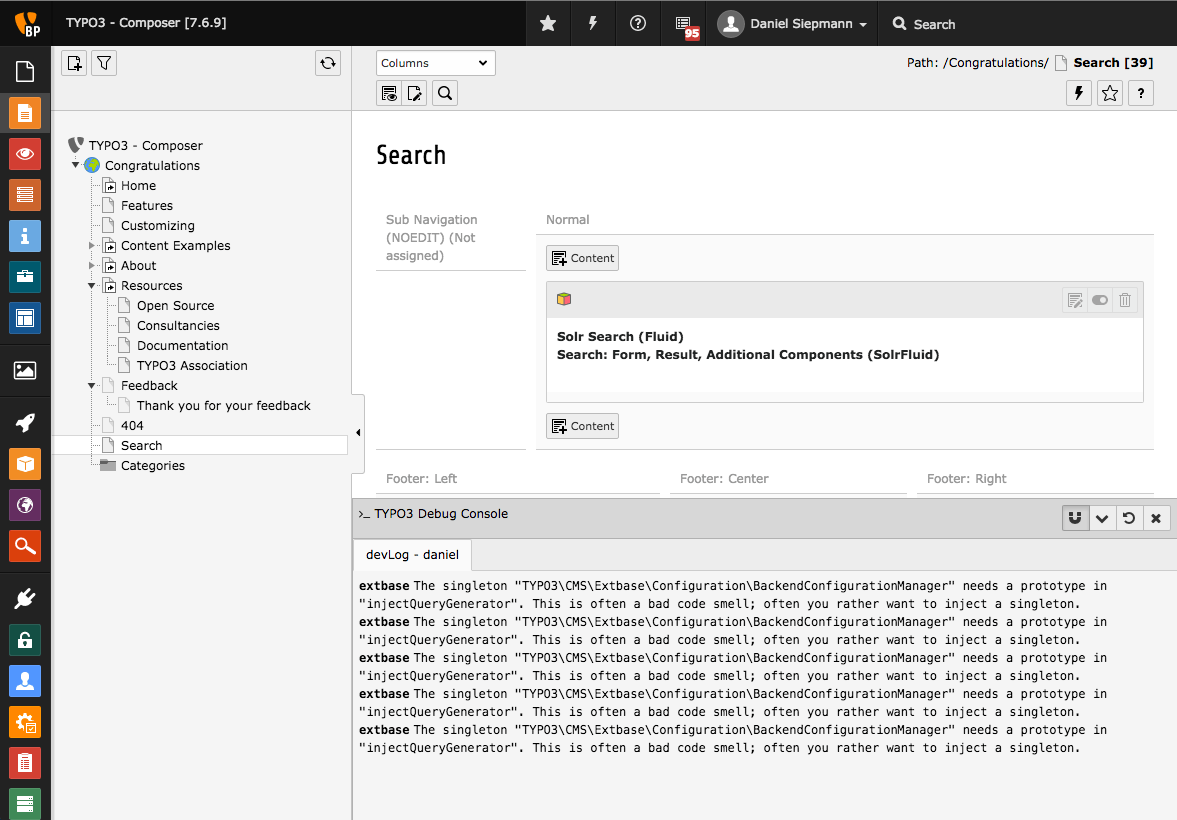 BP
TYPO3 - Composer [7.6.9]
95
Daniel Siepmann
Search
Columns
Path: /Congratulations/ Search [39]
?
TYPO3 - Composer
Congratulations
Home
Features
Customizing
Content Examples
About
Resources
Open Source
Consultancies
Documentation
TYPO3 Association
Feedback
Thank you for your feedback
404
Search
Categories
Search
Sub Navigation
(NOEDIT) (Not
assigned)
Normal
Content
Solr Search (Fluid)
Search: Form, Result, Additional Components (SolrFluid)
Content
Footer: Left
Footer: Center
Footer: Right
>_ TYPO3 Debug Console
devLog - daniel
extbase The singleton "TYPO3\CMS\Extbase\Configuration\BackendConfigurationManager" needs a prototype in
"injectQueryGenerator". This is often a bad code smell; often you rather want to inject a singleton.
extbase The singleton "TYPO3\CMS\Extbase\Configuration\BackendConfigurationManager" needs a prototype in
"injectQueryGenerator". This is often a bad code smell; often you rather want to inject a singleton.
extbase The singleton "TYPO3\CMS\Extbase\Configuration\BackendConfigurationManager" needs a prototype in
"injectQueryGenerator". This is often a bad code smell; often you rather want to inject a singleton.
extbase The singleton "TYPO3\CMS\Extbase\Configuration\BackendConfigurationManager" needs a prototype in
"injectQueryGenerator". This is often a bad code smell; often you rather want to inject a singleton.
extbase The singleton "TYPO3\CMS\Extbase\Configuration\BackendConfigurationManager" needs a prototype in
"injectQueryGenerator". This is often a bad code smell; often you rather want to inject a singleton.